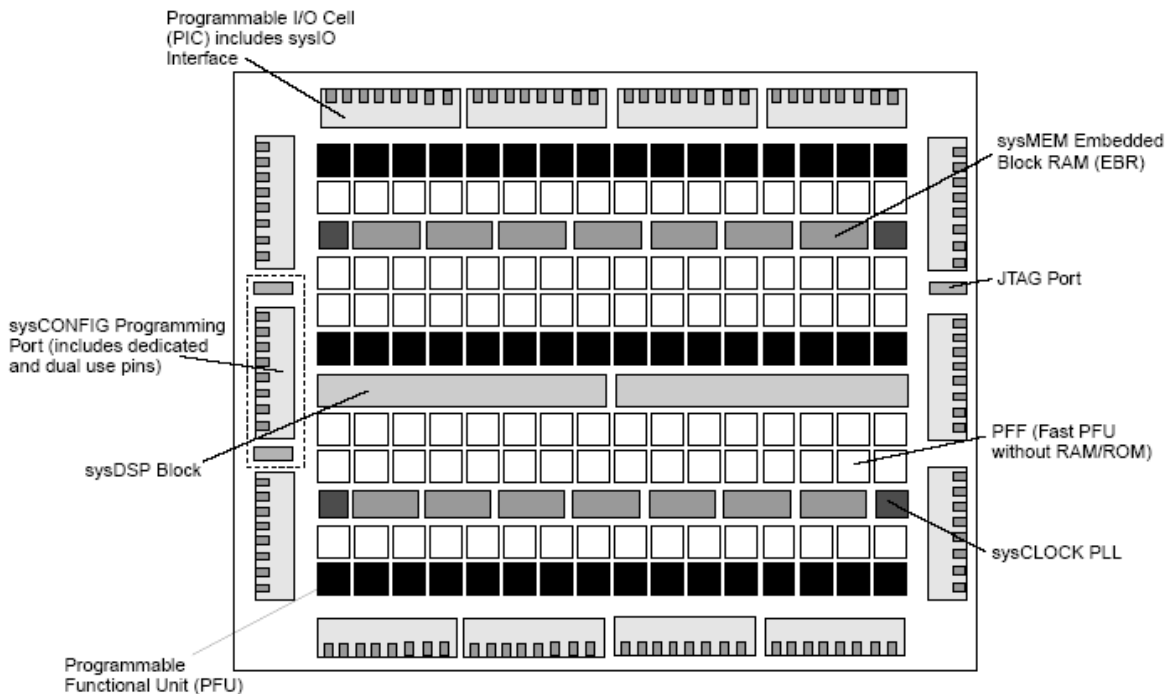 Programmable I/O Cell
(PIC) includes sysIO
Interface
sysMEM Embedded
Block RAM (EBR)
JTAG Port
sysCONFIG Programming
Port (includes dedicated
and dual use pins)
PFF (Fast PFU
without RAM/ROM)
sysDSP Block
sysCLOCK PLL
Programmable
Functional Unit (PFU)